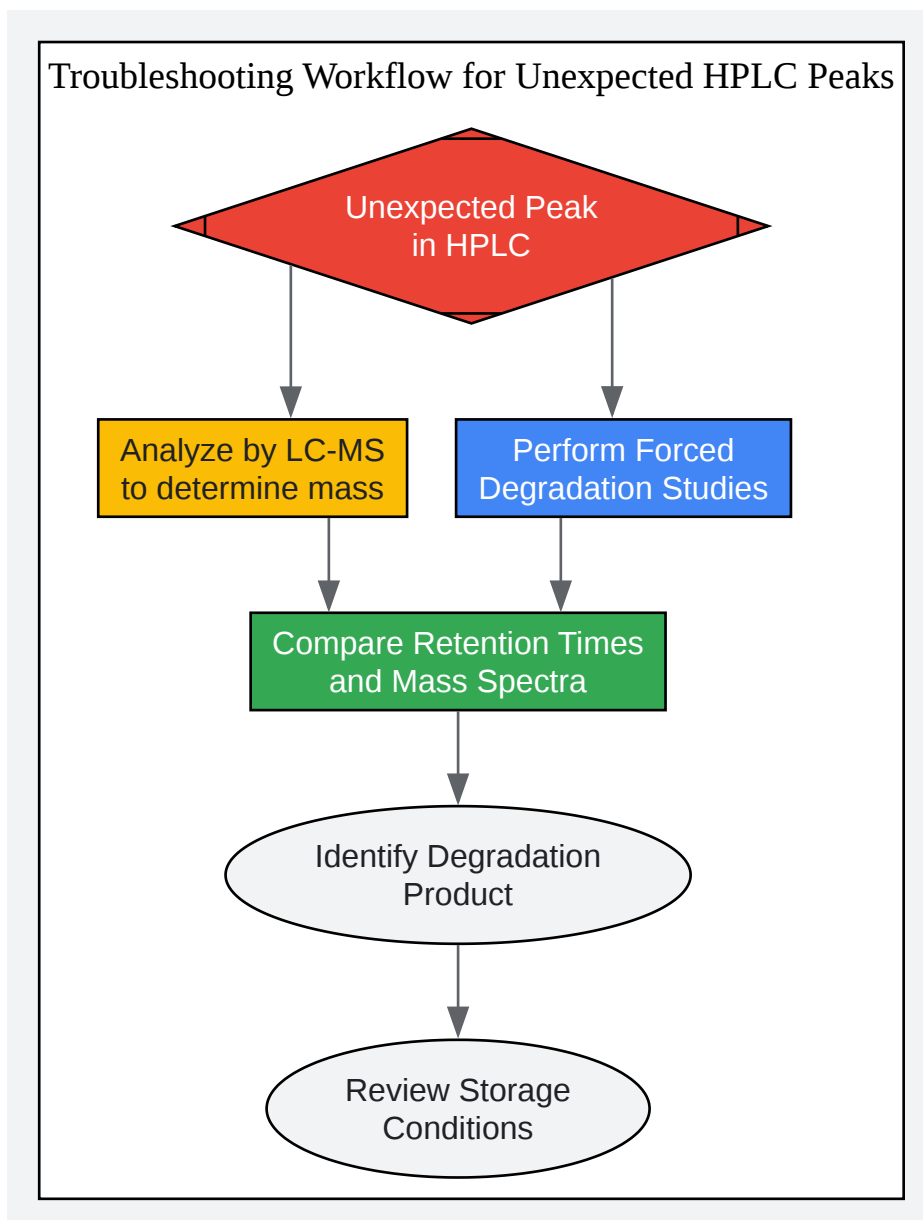 Troubleshooting Workflow for Unexpected HPLC Peaks
Unexpected Peak
in HPLC
Analyze by LC-MS
to determine mass
Perform Forced
Degradation Studies
Compare Retention Times
and Mass Spectra
Identify Degradation
Product
Review Storage
Conditions